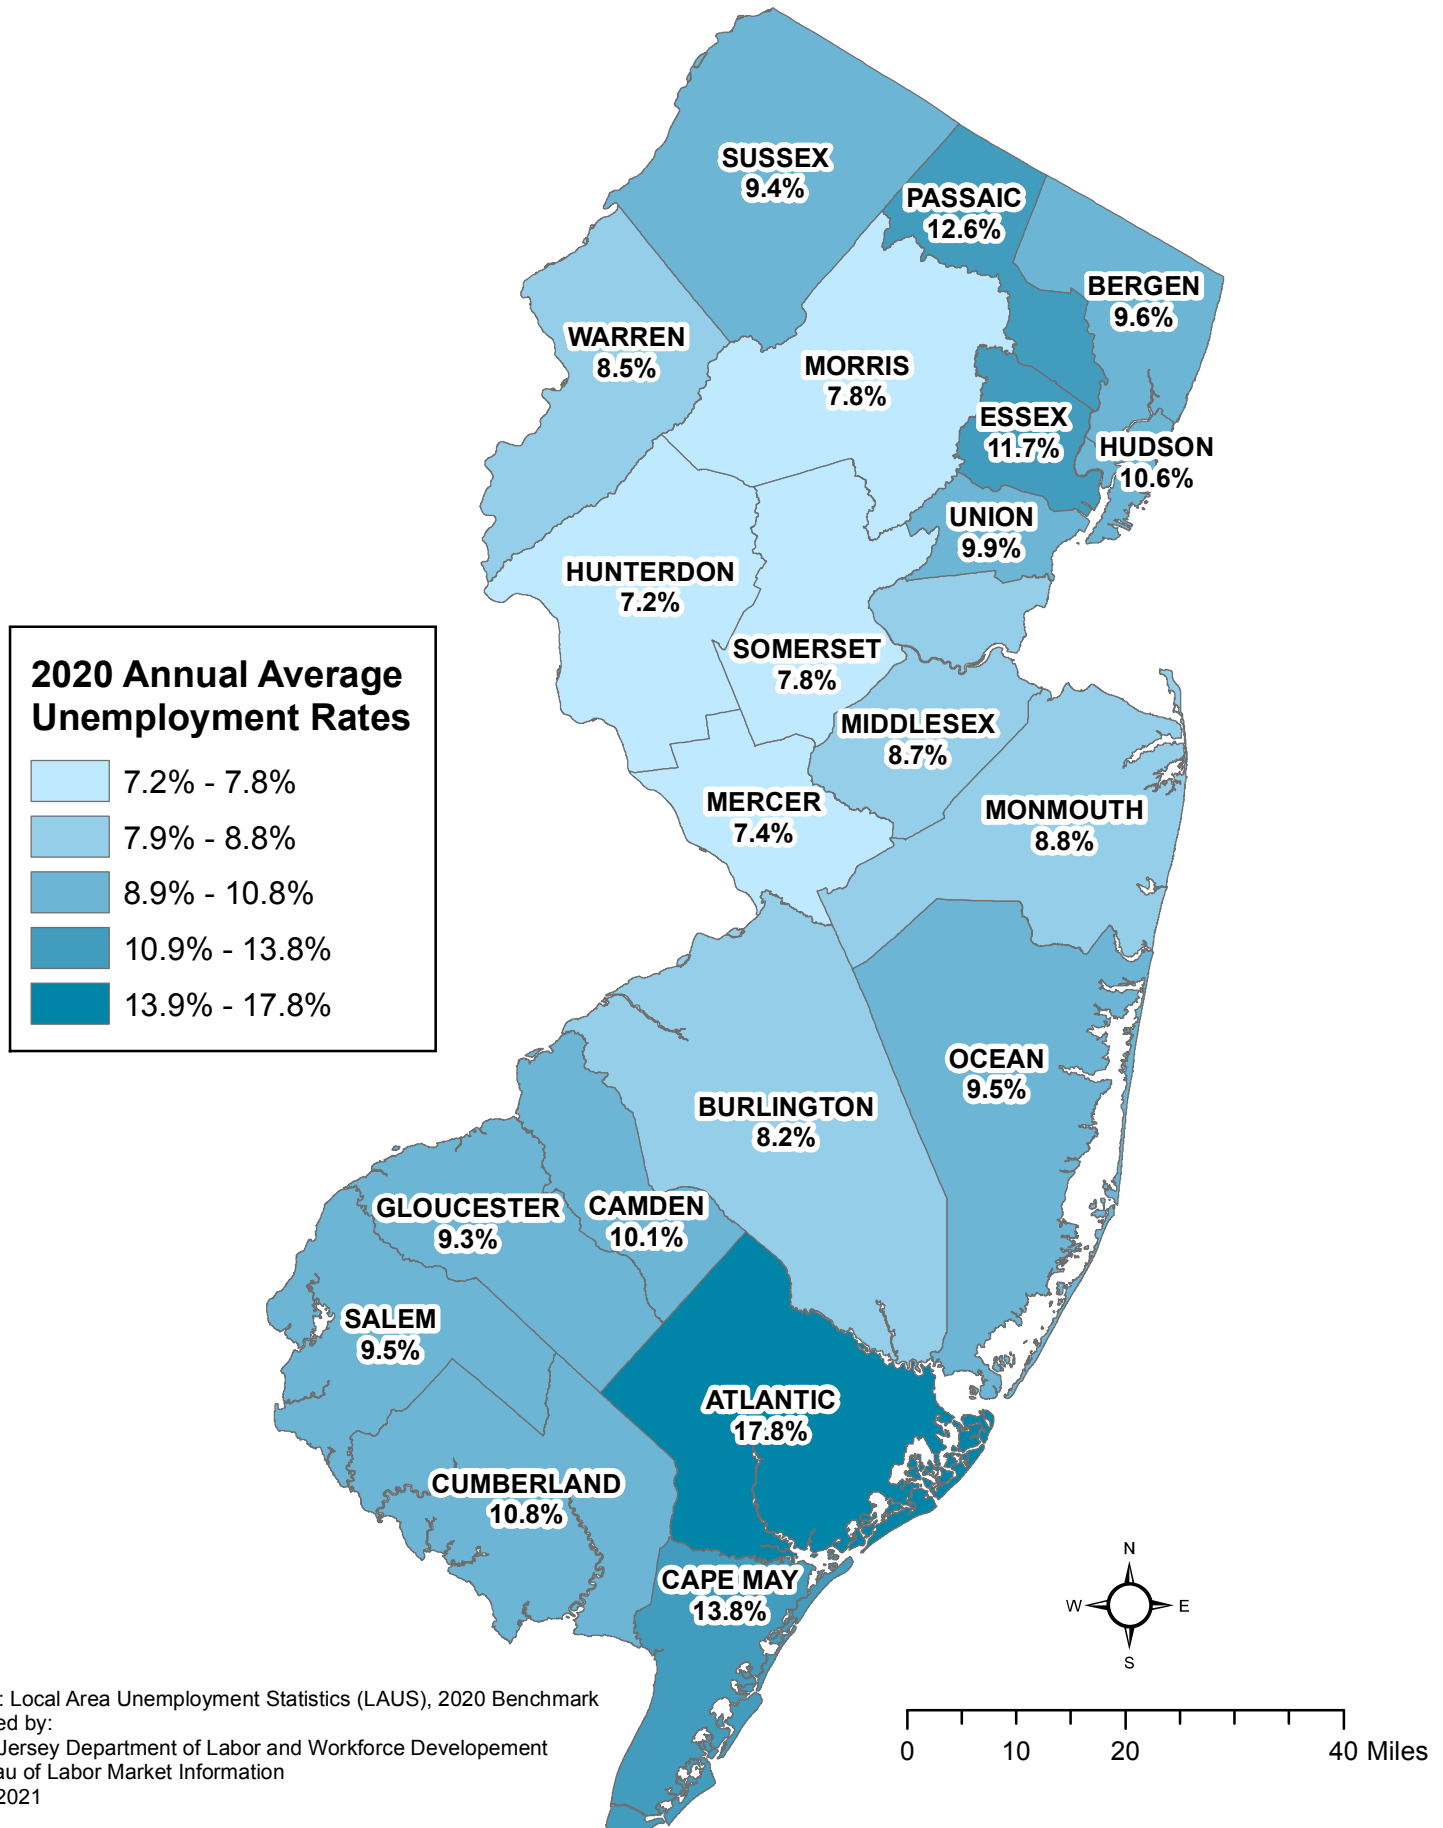 SUSSEX
9.4%
PASSAIC
12.6%
BERGEN
9.6%
WARREN
8.5%
MORRIS
7.8%
ESSEX
11.7%
HUDSON
10.6%
UNION
9.9%
HUNTERDON
7.2%
SOMERSET
7.8%
2020 Annual Average
Unemployment Rates
7.2% - 7.8%
7.9% - 8.8%
8.9% - 10.8%
10.9% - 13.8%
13.9% - 17.8%
MIDDLESEX
8.7%
MERCER
7.4%
MONMOUTH
8.8%
OCEAN
9.5%
BURLINGTON
8.2%
GLOUCESTER
9.3%
CAMDEN
10.1%
SALEM
9.5%
ATLANTIC
17.8%
CUMBERLAND
10.8%
CAPE MAY
13.8%
N
W E
S
: Local Area Unemployment Statistics (LAUS), 2020 Benchmark
ed by:
Jersey Department of Labor and Workforce Developement
au of Labor Market Information
2021
0 10 20 40 Miles